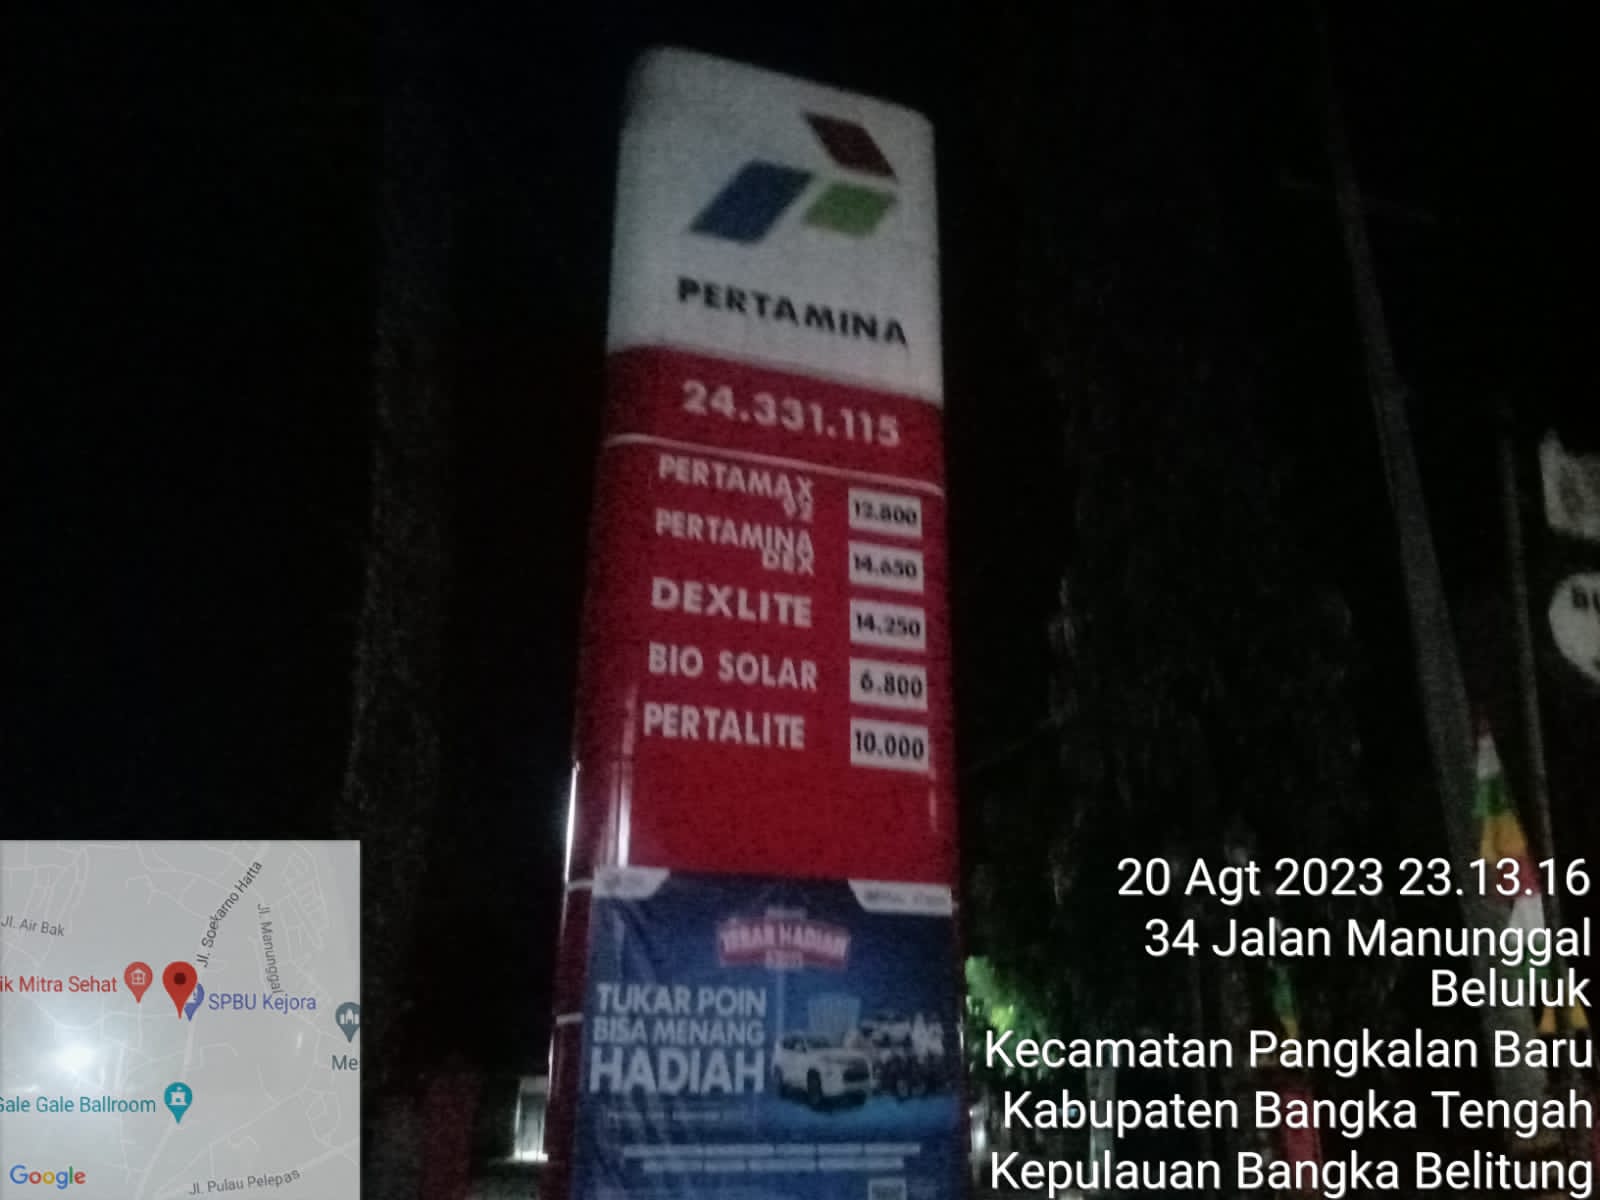 PERTAMINA
24.331.115
PERTAMAX
92
12.800
PERTAMINA
DEX
14.650
DEXLITE
14.250
BIO SOLAR
6.800
PERTALITE
10.000
TEBAR HADIAH
TUKAR POIN
BISA MENANG
HADIAH
20 Agt 2023 23.13.16
34 Jalan Manunggal
Beluluk
Kecamatan Pangkalan Baru
Kabupaten Bangka Tengah
Kepulauan Bangka Belitung
Jl. Soekarno Hatta
Jl. Air Bak
Jl. Manunggal
ik Mitra Sehat
SPBU Kejora
Me
Gale Gale Ballroom
Google
Jl. Pulau Pelepas